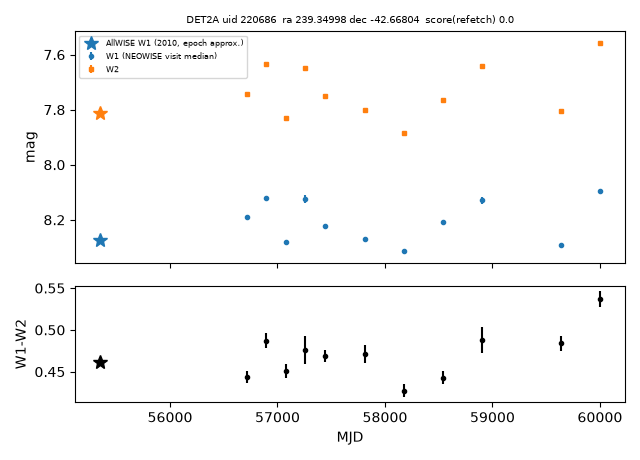 DET2A uid 220686 ra 239.34998 dec -42.66804 score(refetch) 0.0
AllWISE W1 (2010, epoch approx.)
W1 (NEOWISE visit median)
W2
7.6
7.8
8.0
8.2
mag
0.55
0.50
0.45
W1-W2
56000 57000 58000 59000 60000
MJD